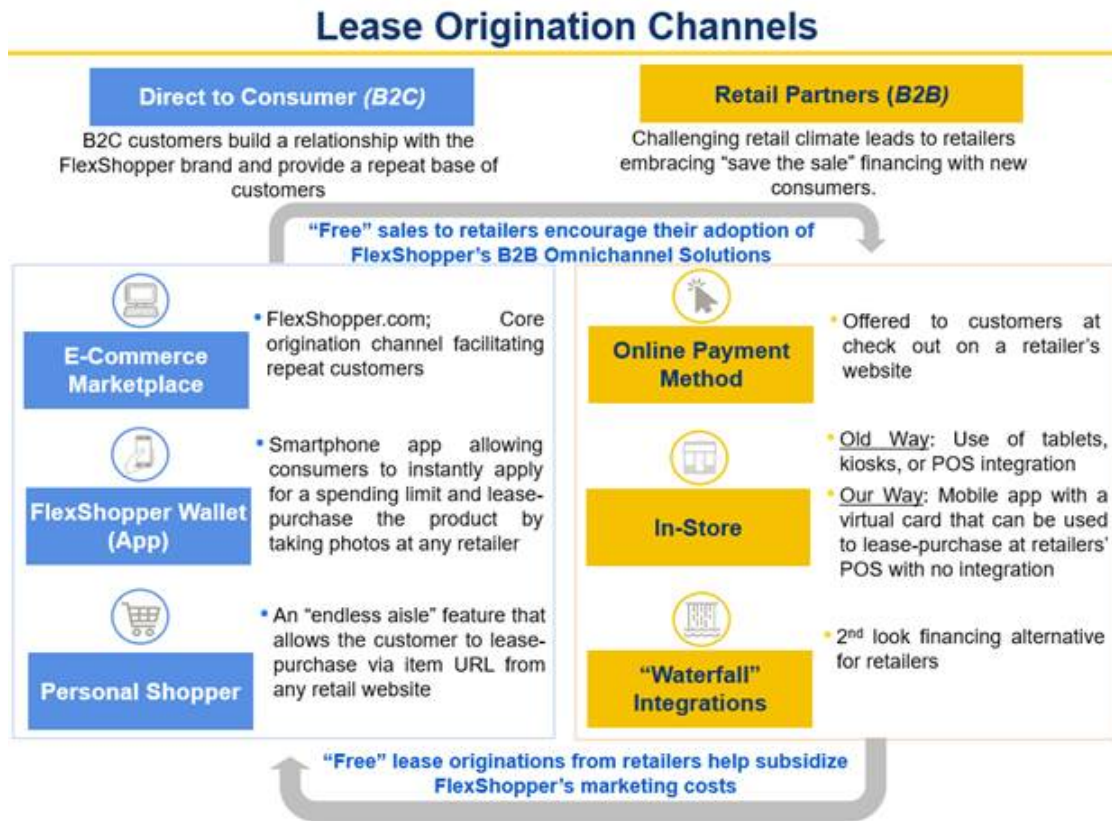 Lease Origination Channels
Direct to Consumer (B2C)
B2C customers build a relationship with the
FlexShopper brand and provide a repeat base of
customers
Retail Partners (B2B)
Challenging retail climate leads to retailers
embracing “save the sale” financing with new
consumers.
“Free” sales to retailers encourage their adoption of
FlexShopper’s B2B Omnichannel Solutions
E-Commerce
Marketplace
• FlexShopper.com; Core
origination channel facilitating
repeat customers
FlexShopper Wallet
(App)
• Smartphone app allowing
consumers to instantly apply
for a spending limit and lease-
purchase the product by
taking photos at any retailer
Personal Shopper
• An “endless aisle” feature that
allows the customer to lease-
purchase via item URL from
any retail website
Online Payment
Method
• Offered to customers at
check out on a retailer’s
website
In-Store
• Old Way: Use of tablets,
kiosks, or POS integration
• Our Way: Mobile app with a
virtual card that can be used
to lease-purchase at retailers’
POS with no integration
“Waterfall”
Integrations
• 2nd look financing alternative
for retailers
“Free” lease originations from retailers help subsidize
FlexShopper’s marketing costs